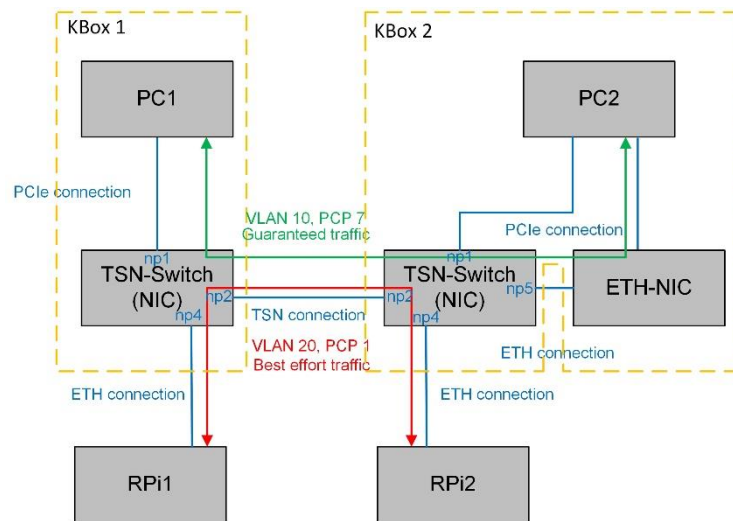 KBox 1
KBox 2
PC1
PC2
PCIe connection
VLAN 10, PCP 7
Guaranteed traffic
PCIe connection
np1
TSN-Switch
(NIC)
np2
np4
np1
TSN-Switch
(NIC)
np2
np4
np5
ETH-NIC
TSN connection
VLAN 20, PCP 1
Best effort traffic
ETH connection
ETH connection
ETH connection
RPi1
RPi2